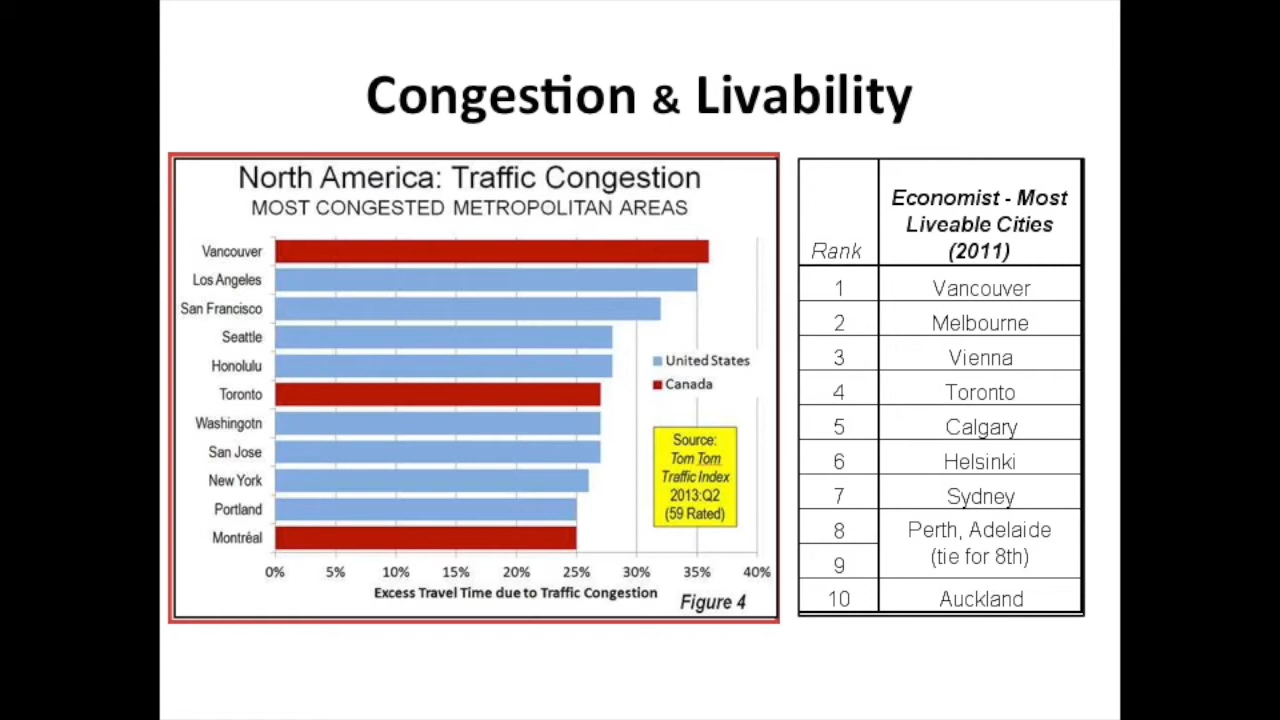 Congestion & Livability
North America: Traffic Congestion
MOST CONGESTED METROPOLITAN AREAS
Vancouver
Los Angeles
San Francisco
Seattle
Honolulu
Toronto
Washingotn
San Jose
New York
Portland
Montréal
United States
Canada
Source:
Tom Tom
Traffic Index
2013:Q2
(59 Rated)
0% 5% 10% 15% 20% 25% 30% 35% 40%
Excess Travel Time due to Traffic Congestion
Figure 4
Economist - Most
Liveable Cities
Rank (2011)
1 Vancouver
2 Melbourne
3 Vienna
4 Toronto
5 Calgary
6 Helsinki
7 Sydney
8 Perth, Adelaide
9 (tie for 8th)
10 Auckland